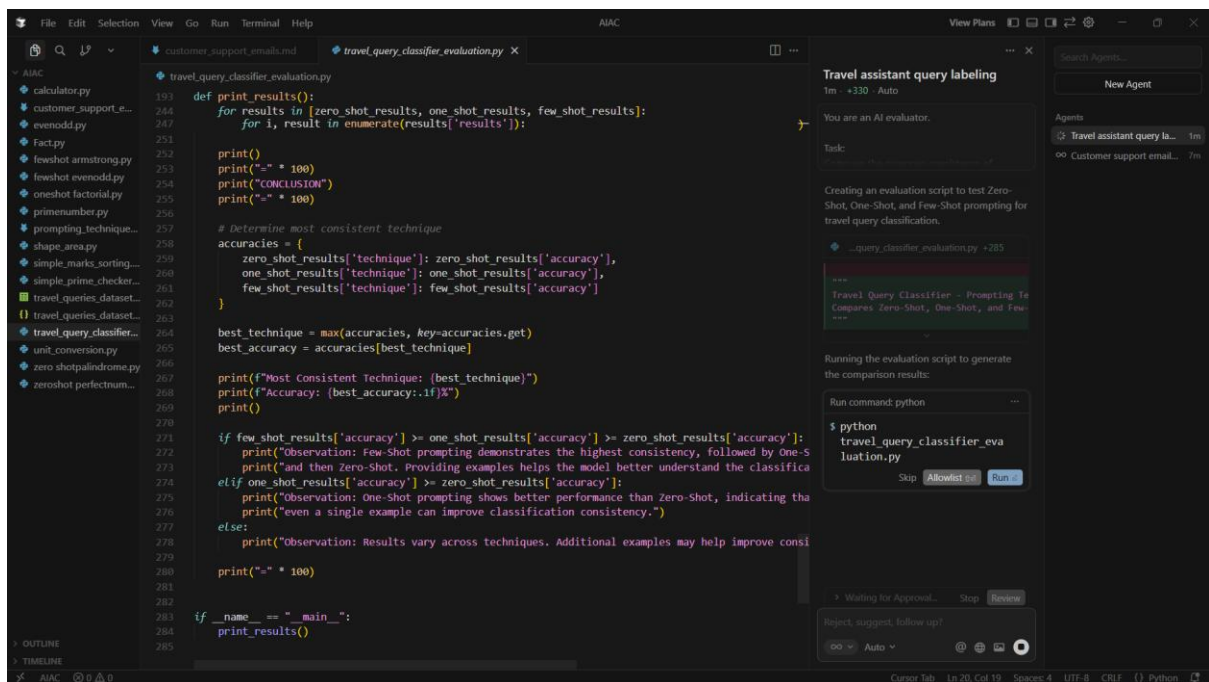 File Edit Selection View Go Run Terminal Help
AIAC
View Plans
AIAC
calculator.py
customer_support_e...
evenodd.py
Fact.py
fewshot armstrong.py
fewshot evenodd.py
oneshot factorial.py
primenumber.py
prompting_technique...
shape_area.py
simple_marks_sorting....
simple_prime_checker...
travel_queries_dataset...
travel_queries_dataset...
travel_query_classifier...
unit_conversion.py
zero shotpalindrome.py
zeroshot perfectnum...
OUTLINE
TIMELINE
customer_support_emails.md
travel_query_classifier_evaluation.py
travel_query_classifier_evaluation.py
193 def print_results():
244 for results in [zero_shot_results, one_shot_results, few_shot_results]:
247 for i, result in enumerate(results['results']):
251
252 print()
253 print("=" * 100)
254 print("CONCLUSION")
255 print("=" * 100)
256
257 # Determine most consistent technique
258 accuracies = {
259 zero_shot_results['technique']: zero_shot_results['accuracy'],
260 one_shot_results['technique']: one_shot_results['accuracy'],
261 few_shot_results['technique']: few_shot_results['accuracy']
262 }
263
264 best_technique = max(accuracies, key=accuracies.get)
265 best_accuracy = accuracies[best_technique]
266
267 print(f"Most Consistent Technique: {best_technique}")
268 print(f"Accuracy: {best_accuracy:.1f}%")
269 print()
270
271 if few_shot_results['accuracy'] >= one_shot_results['accuracy'] >= zero_shot_results['accuracy']:
272 print("Observation: Few-Shot prompting demonstrates the highest consistency, followed by One-S
273 print("and then Zero-Shot. Providing examples helps the model better understand the classifica
274 elif one_shot_results['accuracy'] >= zero_shot_results['accuracy']:
275 print("Observation: One-Shot prompting shows better performance than Zero-Shot, indicating tha
276 print("even a single example can improve classification consistency.")
277 else:
278 print("Observation: Results vary across techniques. Additional examples may help improve consi
279
280 print("=" * 100)
281
282
283 if __name__ == "__main__":
284 print_results()
285
Travel assistant query labeling
1m · +330 · Auto
You are an AI evaluator.
Task:
Creating an evaluation script to test Zero-
Shot, One-Shot, and Few-Shot prompting for
travel query classification.
...query_classifier_evaluation.py +285
"""
Travel Query Classifier - Prompting Te
Compares Zero-Shot, One-Shot, and Few-
"""
Running the evaluation script to generate
the comparison results:
Run command: python
$ python
travel_query_classifier_eva
luation.py
Skip Allowlist Run
Waiting for Approval... Stop Review
Reject, suggest, follow up?
Auto
Search Agents...
New Agent
Agents
Travel assistant query la... 1m
Customer support email... 7m
AIAC 0 0
Cursor Tab Ln 20, Col 19 Spaces: 4 UTF-8 CRLF {} Python